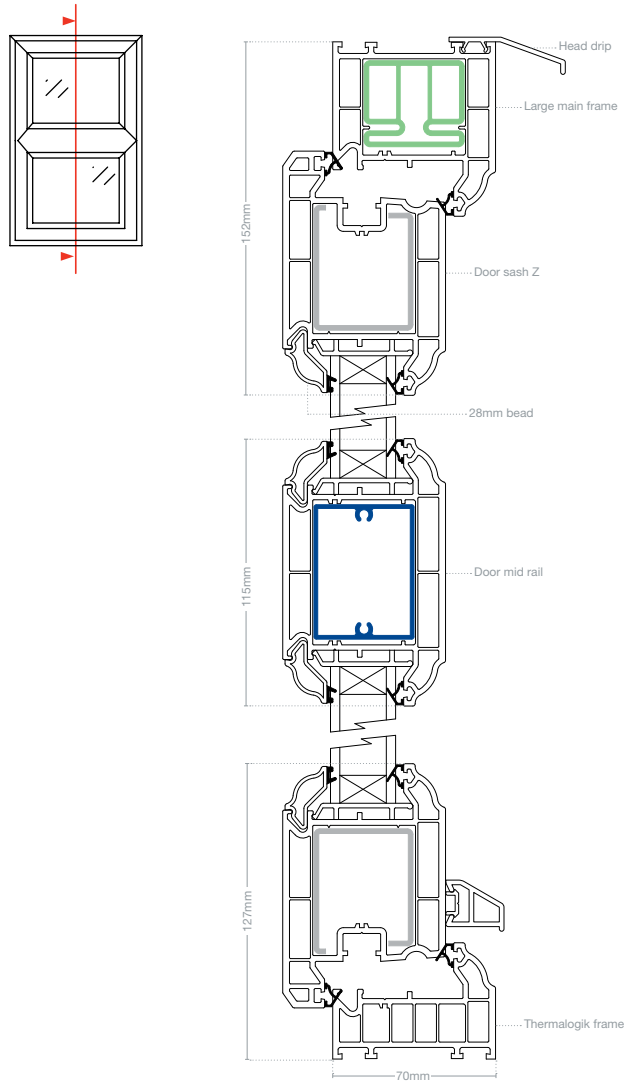 Head drip
Large main frame
152mm
Door sash Z
28mm bead
115mm
Door mid rail
127mm
Thermalogik frame
70mm